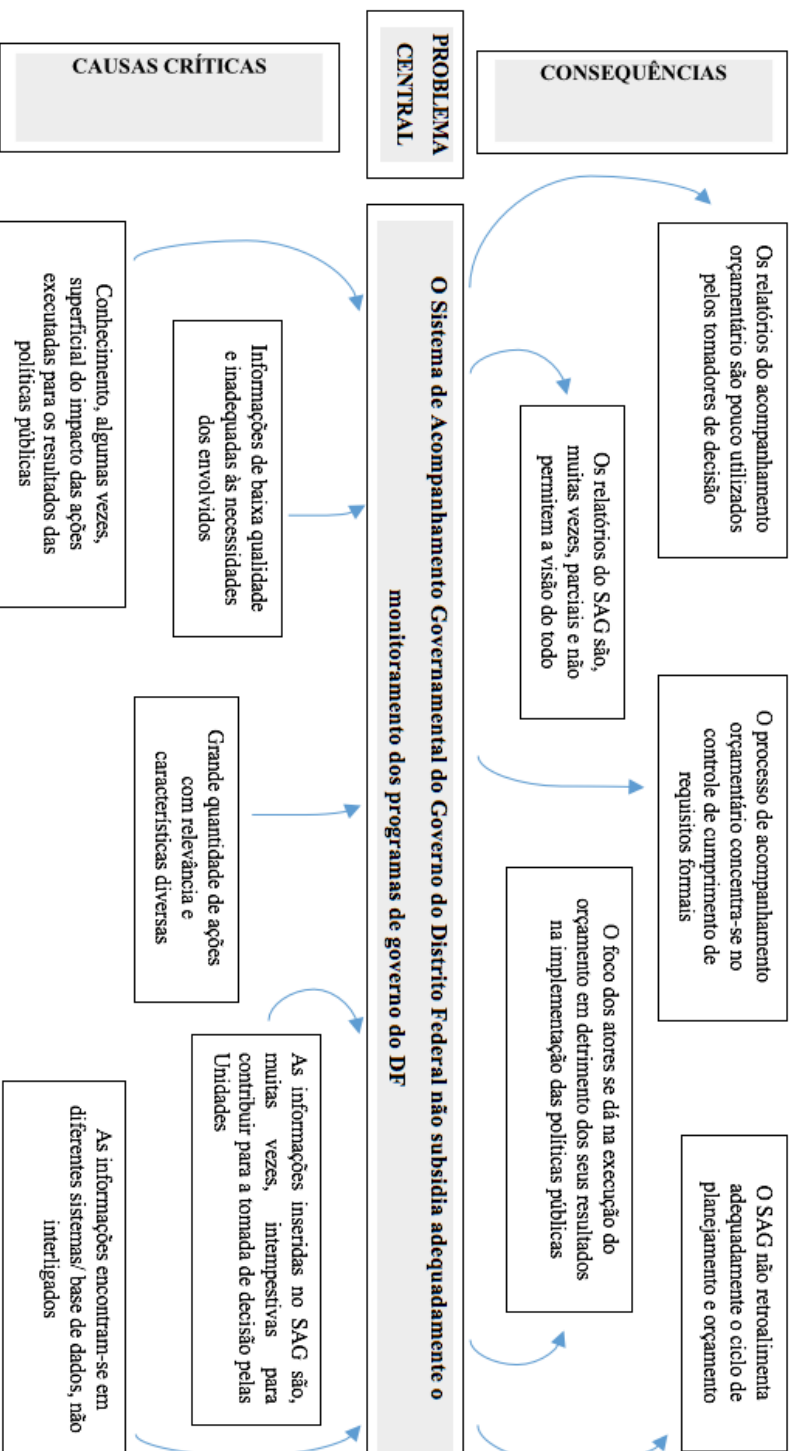 CONSEQUÊNCIAS
Os relatórios do acompanhamento
orçamentário são pouco utilizados
pelos tomadores de decisão
O processo de acompanhamento
orçamentário concentra-se no
controle de cumprimento de
requisitos formais
O SAG não retroalimenta
adequadamente o ciclo de
planejamento e orçamento
Os relatórios do SAG são,
muitas vezes, parciais e não
permitem a visão do todo
O foco dos atores se dá na execução do
orçamento em detrimento dos seus resultados
na implementação das políticas públicas
PROBLEMA
CENTRAL
O Sistema de Acompanhamento Governamental do Governo do Distrito Federal não subsidia adequadamente o
monitoramento dos programas de governo do DF
CAUSAS CRÍTICAS
Informações de baixa qualidade
e inadequadas às necessidades
dos envolvidos
As informações inseridas no SAG são,
muitas vezes, intempestivas para
contribuir para a tomada de decisão pelas
Unidades
Conhecimento, algumas vezes,
superficial do impacto das ações
executadas para os resultados das
políticas públicas
Grande quantidade de ações
com relevância e
características diversas
As informações encontram-se em
diferentes sistemas/ base de dados, não
interligados